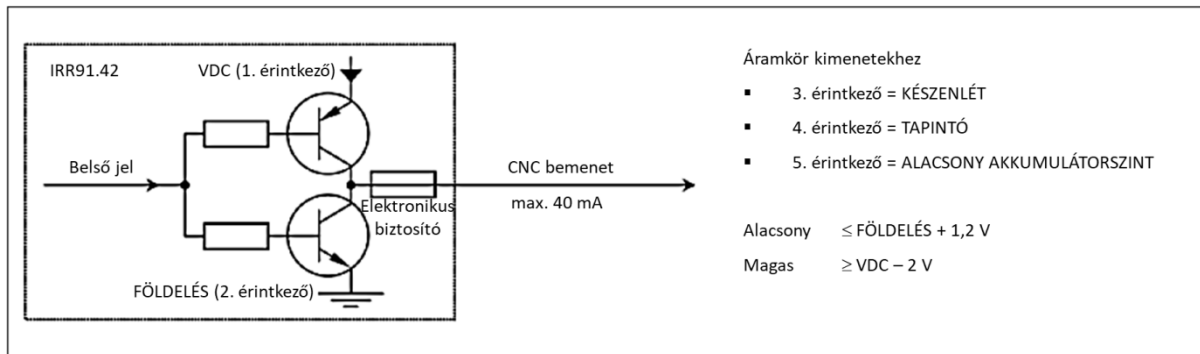 IRR91.42
VDC (1. érintkező)
Belső jel
Elektronikus
biztosító
FÖLDELÉS (2. érintkező)
CNC bemenet
max. 40 mA
Áramkör kimenetekhez
▪ 3. érintkező = KÉSZENLÉT
▪ 4. érintkező = TAPINTÓ
▪ 5. érintkező = ALACSONY AKKUMULÁTORSZINT
Alacsony ≤ FÖLDELÉS + 1,2 V
Magas ≥ VDC – 2 V